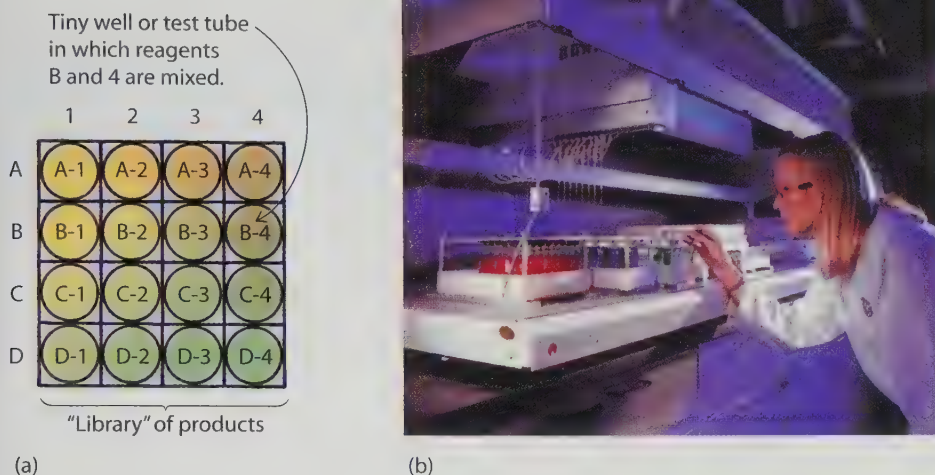 Tiny well or test tube
in which reagents
B and 4 are mixed.
1 2 3 4
A A-1 A-2 A-3 A-4
B B-1 B-2 B-3 B-4
C C-1 C-2 C-3 C-4
D D-1 D-2 D-3 D-4
"Library" of products
(a) (b)